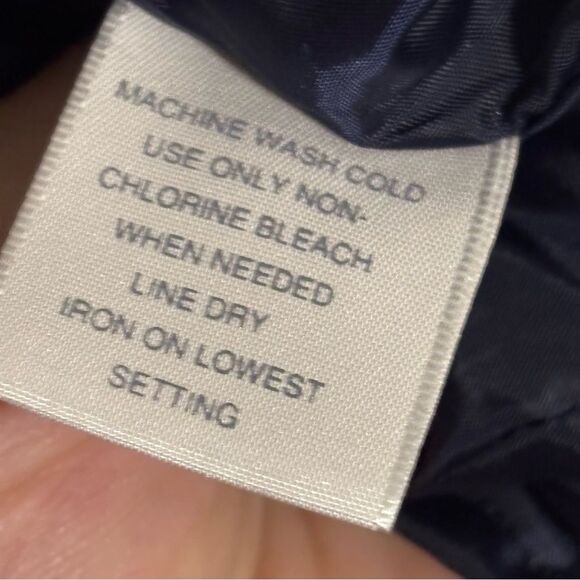 MACHINE WASH COLD
USE ONLY NON-
CHLORINE BLEACH
WHEN NEEDED
LINE DRY
IRON ON LOWEST
SETTING